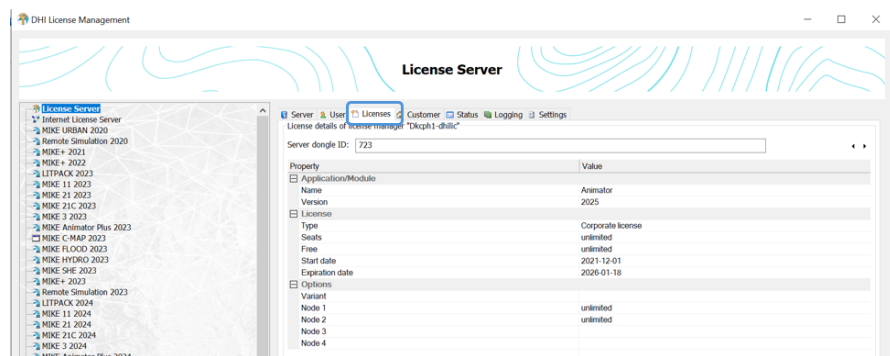 DHI License Management
License Server
License Server
Internet License Server
MIKE URBAN 2020
Remote Simulation 2020
MIKE+ 2021
MIKE+ 2022
LITPACK 2023
MIKE 11 2023
MIKE 21 2023
MIKE 21C 2023
MIKE 3 2023
MIKE Animator Plus 2023
MIKE C-MAP 2023
MIKE FLOOD 2023
MIKE HYDRO 2023
MIKE SHE 2023
MIKE+ 2023
Remote Simulation 2023
LITPACK 2024
MIKE 11 2024
MIKE 21 2024
MIKE 21C 2024
MIKE 3 2024
MIKE Animator Plus 2024
Server User Licenses Customer Status Logging Settings
License details of license manager "Dkcph1-dhilic"
Server dongle ID: 723
Property Value
Application/Module
Name Animator
Version 2025
License
Type Corporate license
Seats unlimited
Free unlimited
Start date 2021-12-01
Expiration date 2026-01-18
Options
Variant
Node 1 unlimited
Node 2 unlimited
Node 3
Node 4